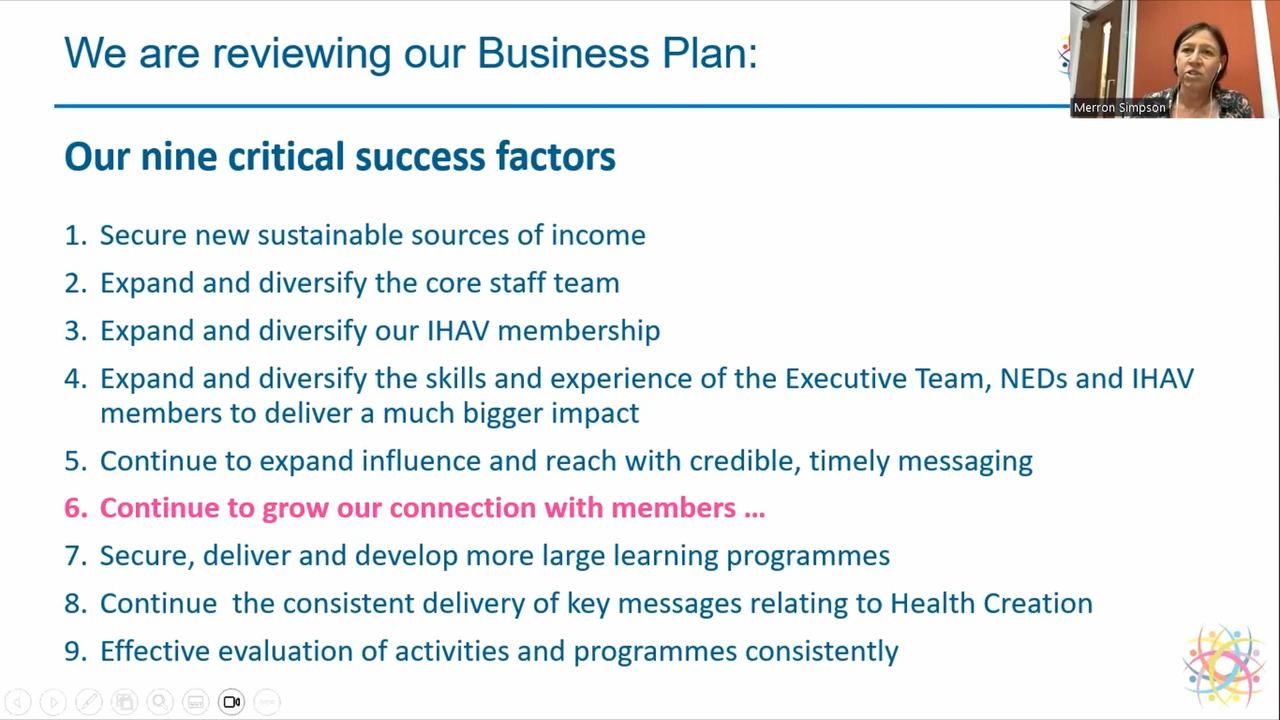 We are reviewing our Business Plan:
Merron Simpson
Our nine critical success factors
1. Secure new sustainable sources of income
2. Expand and diversify the core staff team
3. Expand and diversify our IHAV membership
4. Expand and diversify the skills and experience of the Executive Team, NEDs and IHAV
members to deliver a much bigger impact
5. Continue to expand influence and reach with credible, timely messaging
6. Continue to grow our connection with members ...
7. Secure, deliver and develop more large learning programmes
8. Continue  the consistent delivery of key messages relating to Health Creation
9. Effective evaluation of activities and programmes consistently